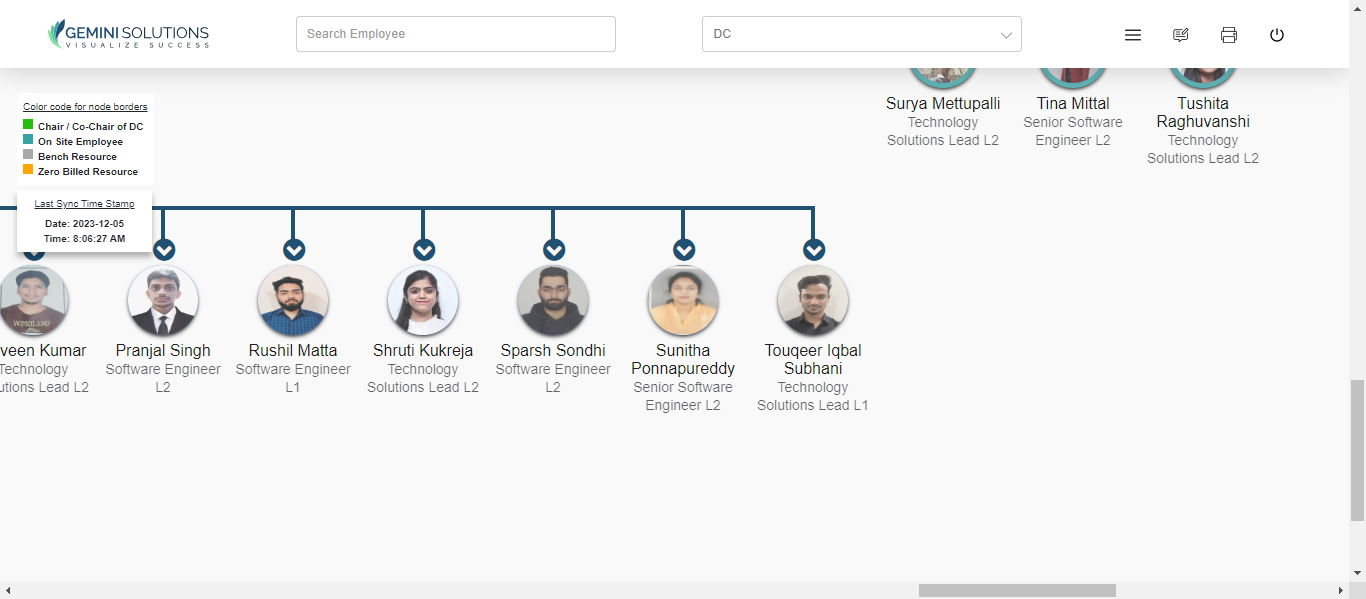 GEMINI SOLUTIONS
VISUALIZE SUCCESS
Search Employee
DC
Surya Mettupalli
Technology
Solutions Lead L2
Tina Mittal
Senior Software
Engineer L2
Tushita
Raghuvanshi
Technology
Solutions Lead L2
Color code for node borders
Chair / Co-Chair of DC
On Site Employee
Bench Resource
Zero Billed Resource
Last Sync Time Stamp
Date: 2023-12-05
Time: 8:06:27 AM
veen Kumar
Technology
utions Lead L2
Pranjal Singh
Software Engineer
L2
Rushil Matta
Software Engineer
L1
Shruti Kukreja
Technology
Solutions Lead L2
Sparsh Sondhi
Software Engineer
L2
Sunitha
Ponnapureddy
Senior Software
Engineer L2
Touqeer Iqbal
Subhani
Technology
Solutions Lead L1